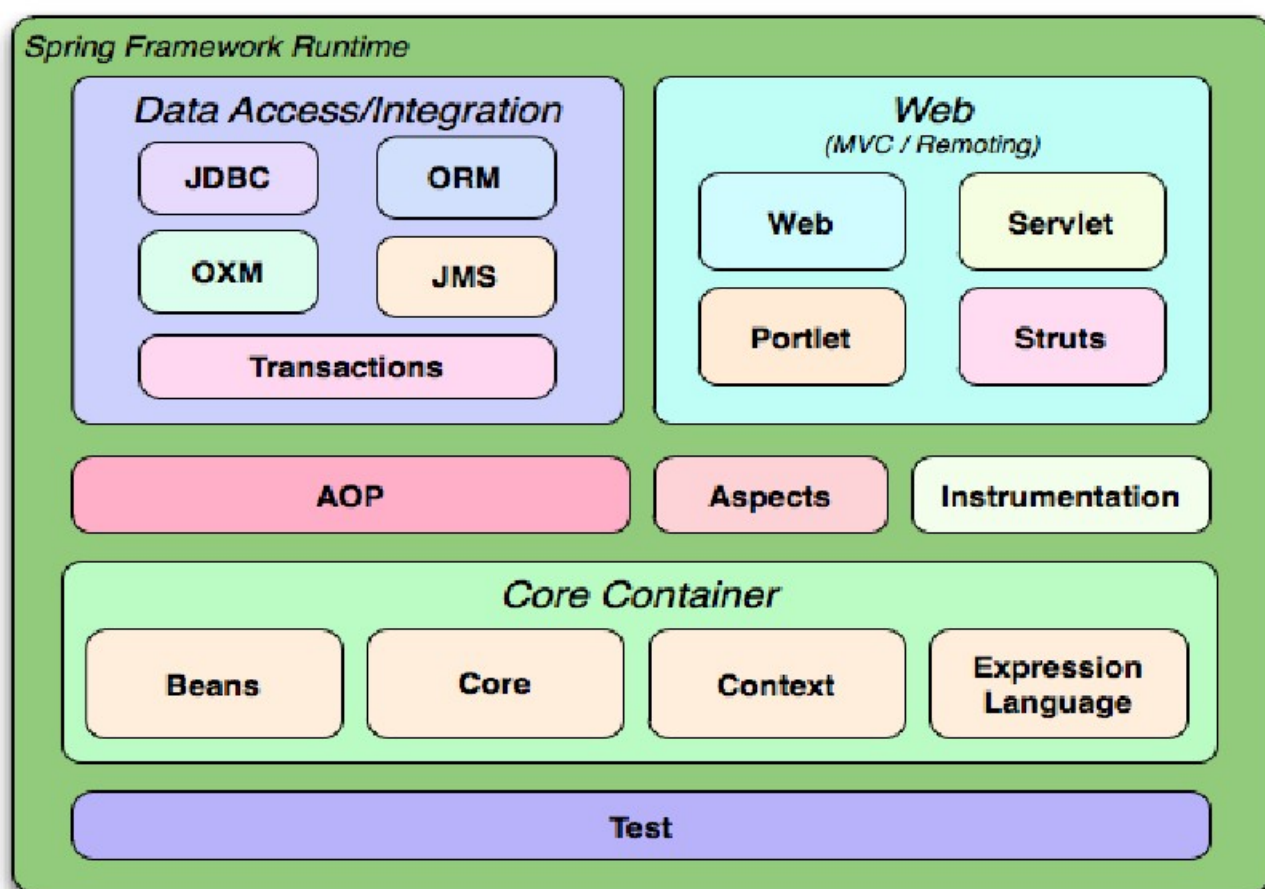 Spring Framework Runtime
Data Access/Integration
JDBC
ORM
OXM
JMS
Transactions
Web
(MVC / Remoting)
Web
Servlet
Portlet
Struts
AOP
Aspects
Instrumentation
Core Container
Beans
Core
Context
Expression
Language
Test